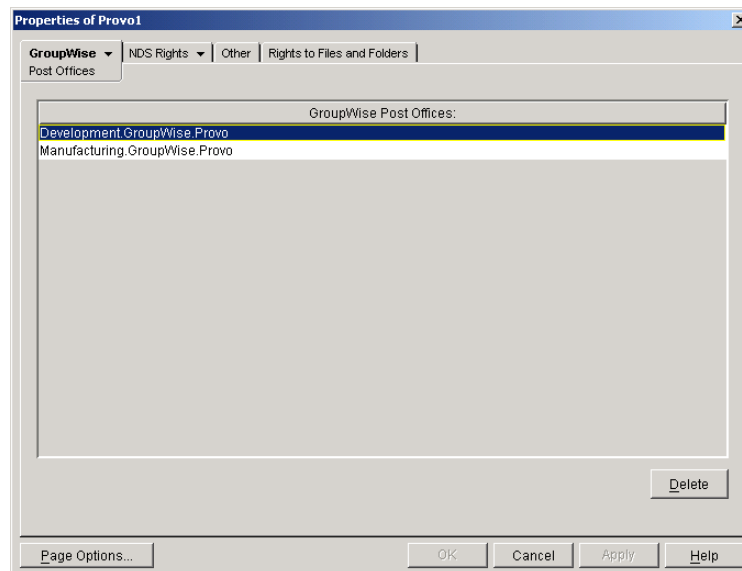 Properties of Provo1
GroupWise NDS Rights Other Rights to Files and Folders
Post Offices
GroupWise Post Offices:
Development.GroupWise.Provo
Manufacturing.GroupWise.Provo
Delete
Page Options... OK Cancel Apply Help